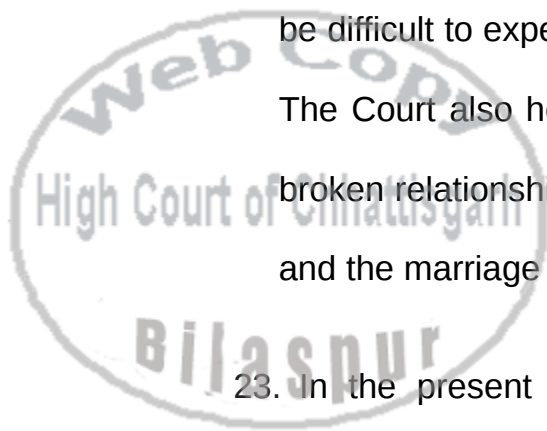 be difficult to expe
Web Copy
The Court also h
High Court of Chhattisgarh
broken relationshi
and the marriage
Bilaspur
23. In the present